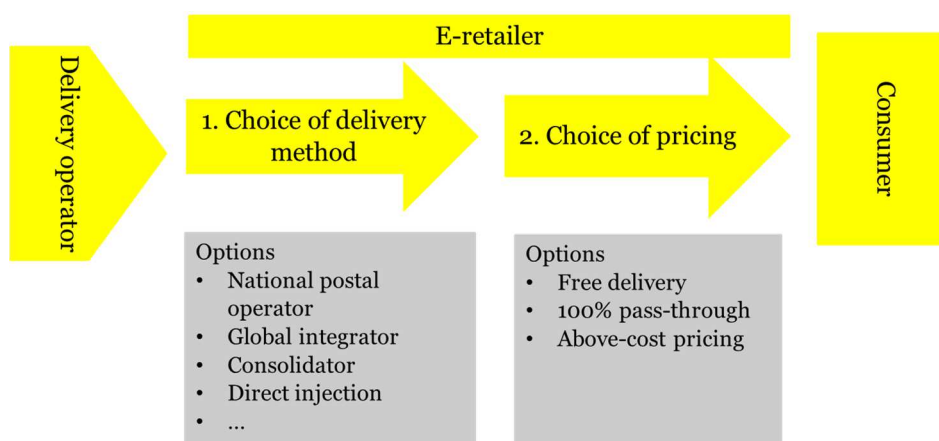 E-retailer
Delivery operator
1. Choice of delivery
method
2. Choice of pricing
Consumer
Options
• National postal
operator
• Global integrator
• Consolidator
• Direct injection
• ...
Options
• Free delivery
• 100% pass-through
• Above-cost pricing